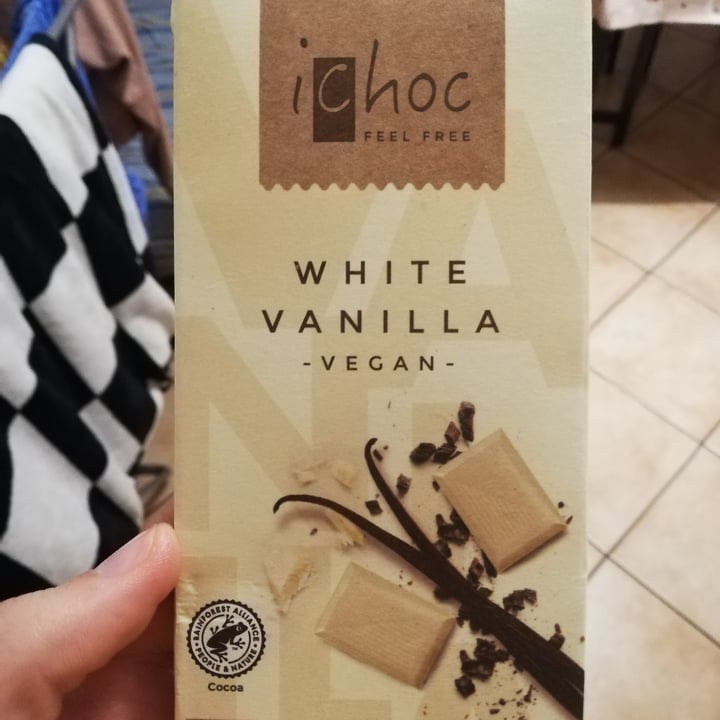 ichoc
FEEL FREE
WHITE
VANILLA
-VEGAN-
RAINFOREST ALLIANCE
PEOPLE & NATURE
Cocoa